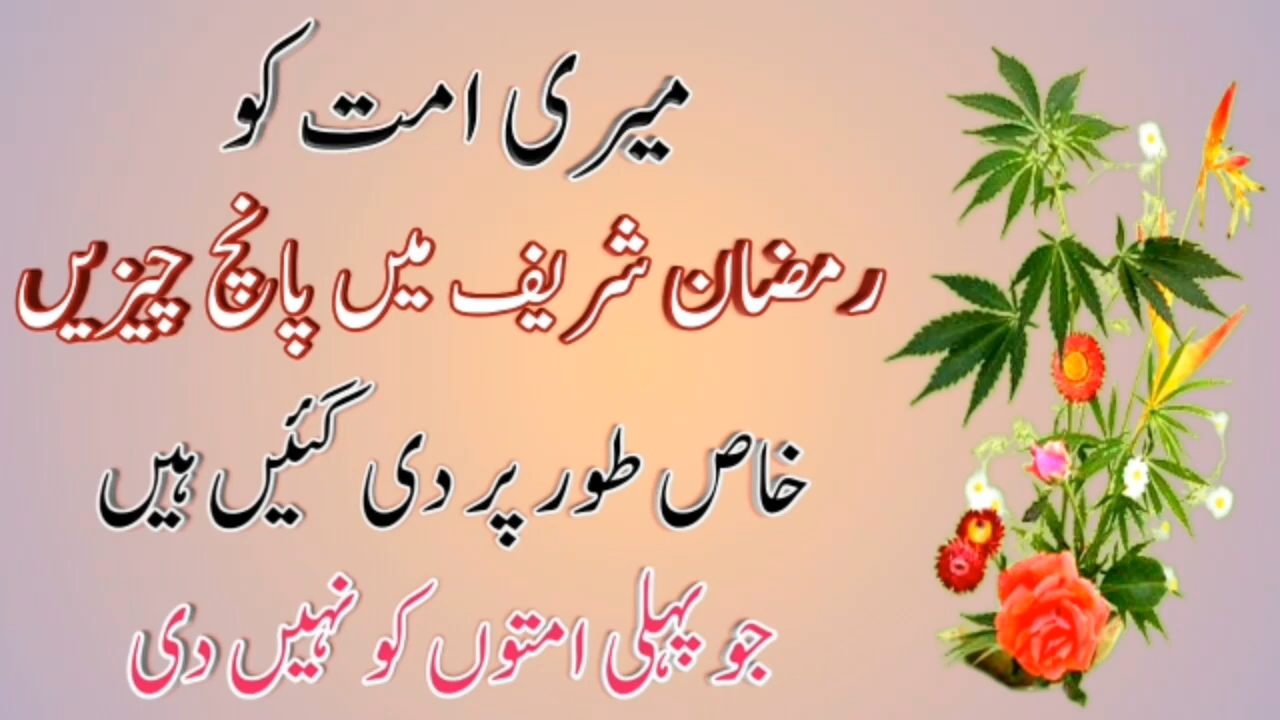 میری امت کو
رمضان شریف میں پانچ چیزیں
خاص طور پر دی گئیں ہیں
جو پہلی امتوں کو نہیں دی